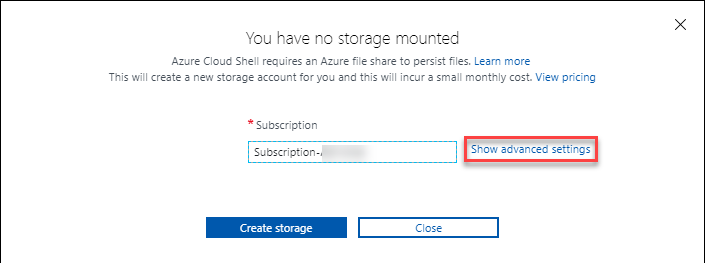 You have no storage mounted
Azure Cloud Shell requires an Azure file share to persist files. Learn more
This will create a new storage account for you and this will incur a small monthly cost. View pricing
* Subscription
Subscription-
Show advanced settings
Create storage
Close